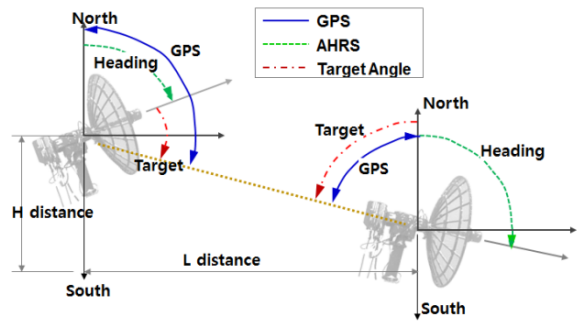 North
GPS
Heading
Target
H distance
South
L distance
GPS
AHRS
Target Angle
North
Target
Heading
GPS
South